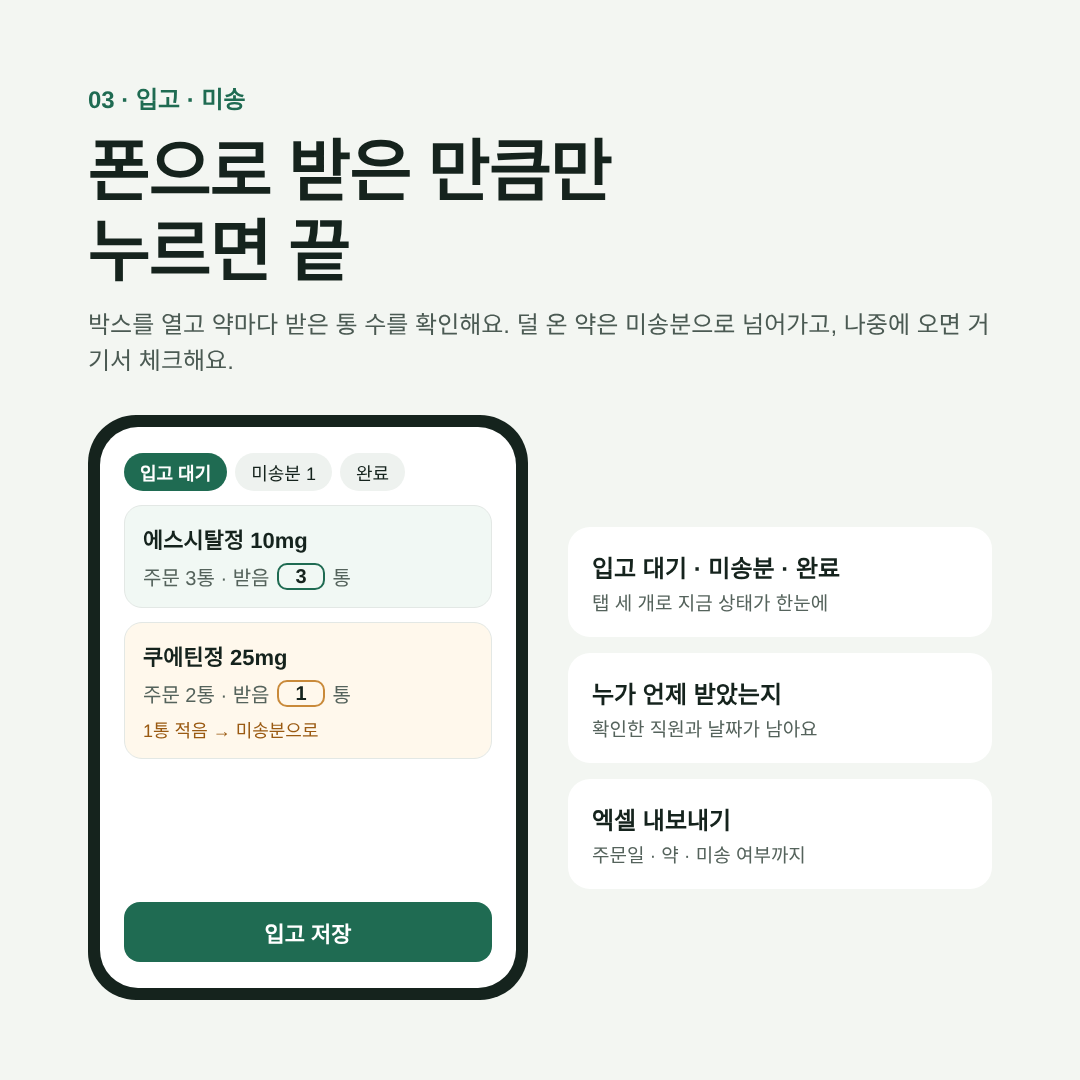 03 · 입고 · 미송
폰으로 받은 만큼만
누르면 끝
박스를 열고 약마다 받은 통 수를 확인해요. 덜 온 약은 미송분으로 넘어가고, 나중에 오면 거
기서 체크해요.
입고 대기 미송분 1 완료
에스시탈정 10mg
주문 3통 · 받음 3 통
쿠에틴정 25mg
주문 2통 · 받음 1 통
1통 적음 → 미송분으로
입고 저장
입고 대기 · 미송분 · 완료
탭 세 개로 지금 상태가 한눈에
누가 언제 받았는지
확인한 직원과 날짜가 남아요
엑셀 내보내기
주문일 · 약 · 미송 여부까지